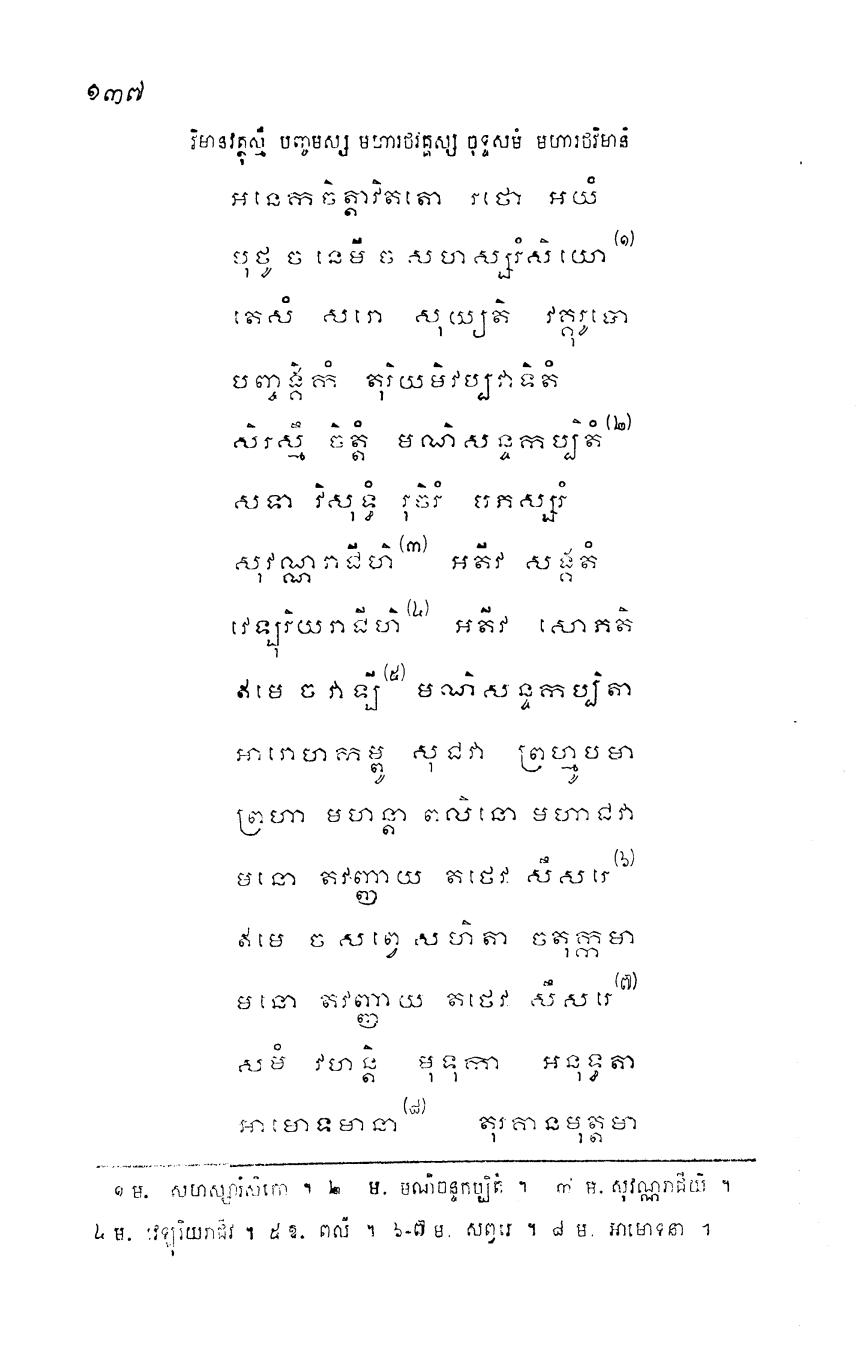 ១៣៧
វិមានវត្ថុស្មឹ បញ្ចមស្ស មហារថវគ្គស្ស ចុទ្ទសមំ មហារថវិមានំ
អនេកចិត្តាវិតតោ រថោ អយំ
បុថូ ច នេមី ច សហស្សរំសិយោ(១)
តេសំ សរោ សុយ្យតិ វគ្គុរូបោ
បញ្ចង្គិកំ តុរិយមិវប្បវាទិតំ
សិរស្មឹ ចិត្តំ មណិសន្ទកប្បិតំ(២)
សទា វិសុទ្ធំ រុចិរំ បភស្សរំ
សុវណ្ណរាជីហិ(៣) អតីវ សង្គតំ
វេឡុរិយរាជីហិ(៤) អតីវ សោភតិ
ឥមេ ច វាឡី(៥) មណិសន្ទកប្បិតា
អារោហកម្ពូ សុជវា ព្រហ្មូបមា
ព្រហា មហន្តា ពលិនោ មហាជវា
មនោ តវញ្ញាយ តថេវ សឹសរេ(៦)
ឥមេ ច សព្វេ សហិតា ចតុក្កមា
មនោ តវញ្ញាយ តថេវ សឹសរេ(៧)
សមំ វហន្តិ មុទុកា អនុទ្ធតា
អាមោទមានា(៨) តុរគានមុត្តមា
១ ម. សហស្សរំសិកោ ។ ២ ម. មណីចន្ទកប្បិតំ ។ ៣ ម. សុវណ្ណរាជីយិ ។
៤ ម. វេឡុរិយរាជីវ ។ ៥ ឱ. ពលី ។ ៦-៧ ម. សព្វរេ ។ ៨ ម. អាមោទនា ។